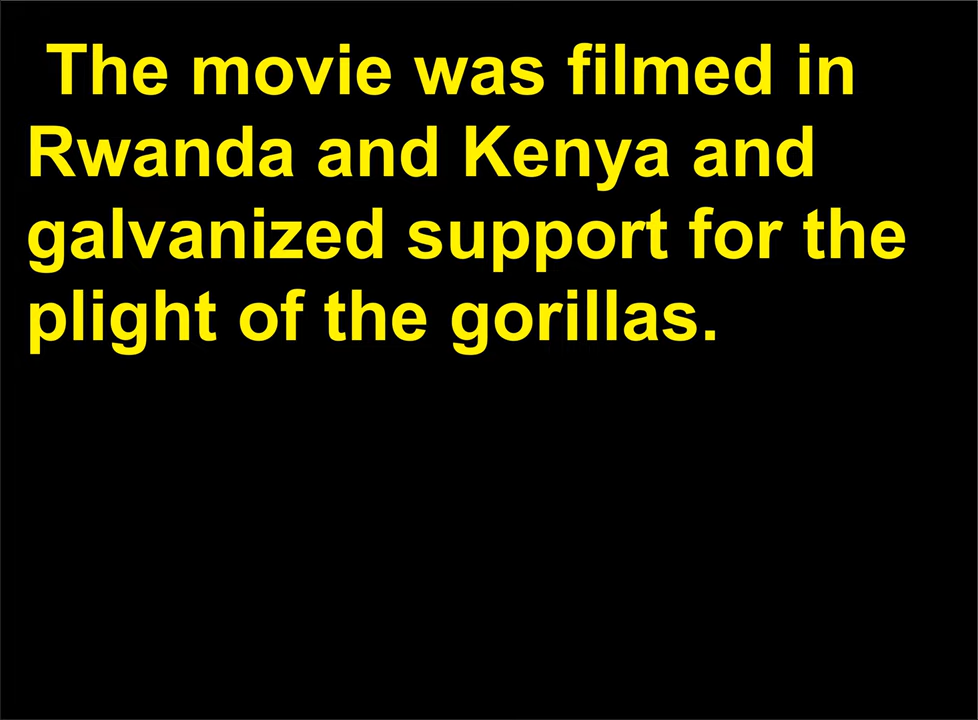 The movie was filmed in
Rwanda and Kenya and
galvanized support for the
plight of the gorillas.